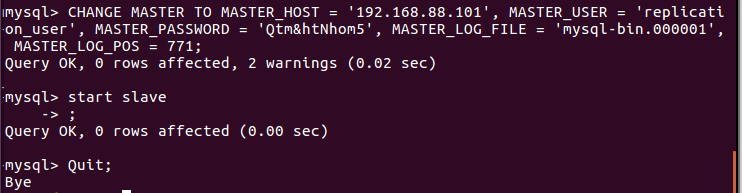 mysql> CHANGE MASTER TO MASTER_HOST = '192.168.88.101', MASTER_USER = 'replicati
on_user', MASTER_PASSWORD = 'Qtm&htNhom5', MASTER_LOG_FILE = 'mysql-bin.000001',
 MASTER_LOG_POS = 771;
Query OK, 0 rows affected, 2 warnings (0.02 sec)

mysql> start slave
    -> ;
Query OK, 0 rows affected (0.00 sec)

mysql> Quit;
Bye